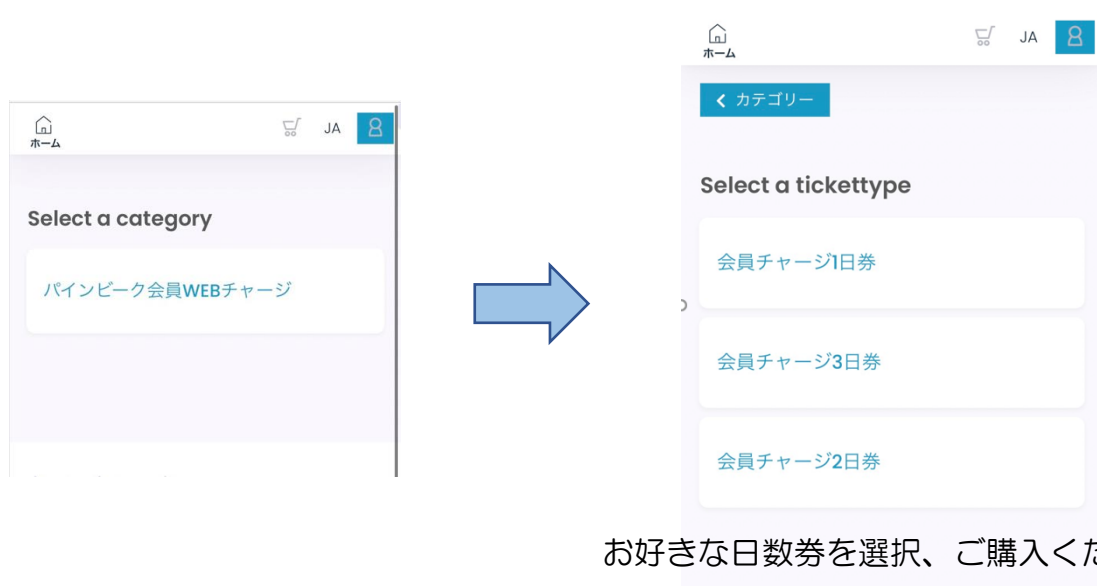 ホーム
JA
Select a category
パインビーク会員WEBチャージ
ホーム
JA
カテゴリー
Select a tickettype
会員チャージ1日券
会員チャージ3日券
会員チャージ2日券
お好きな日数券を選択、ご購入くだ